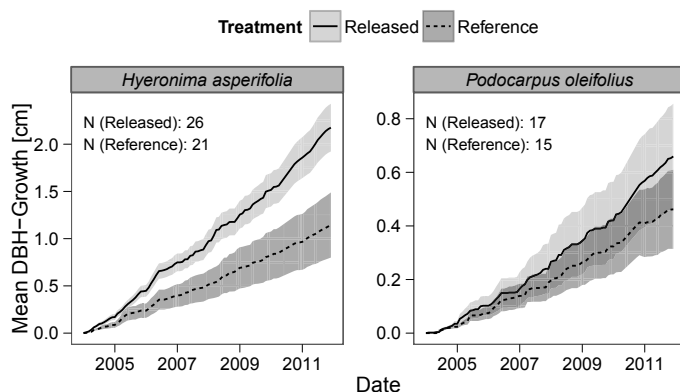 Treatment Released Reference
Hyeronima asperifolia
Podocarpus oleifolius
Mean DBH−Growth [cm]
N (Released): 26
N (Reference): 21
2.0
1.5
1.0
0.5
0.0
N (Released): 17
N (Reference): 15
0.8
0.6
0.4
0.2
0.0
2005 2007 2009 2011
2005 2007 2009 2011
Date